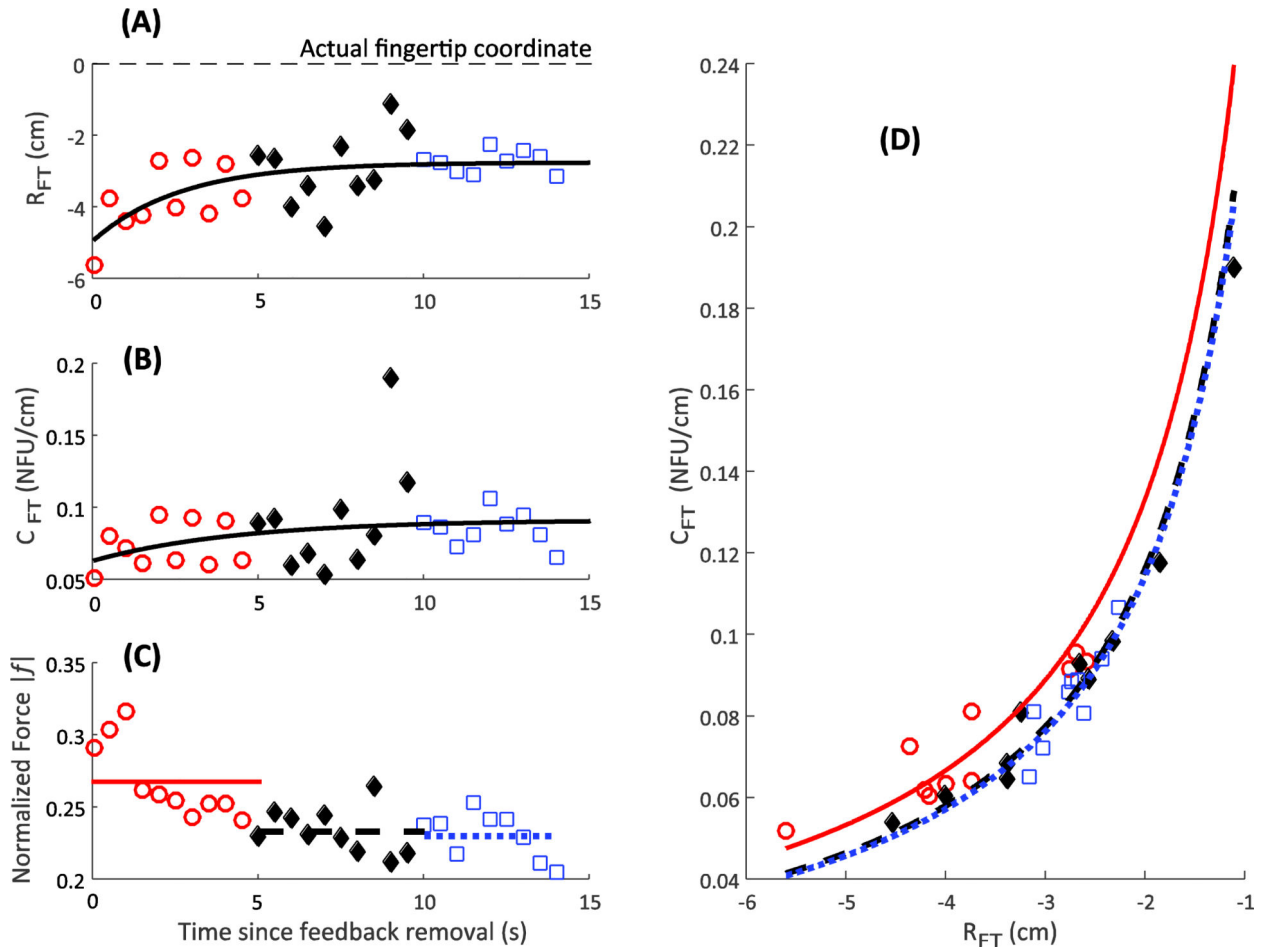 (A)
Actual fingertip coordinate
0
-2
-4
-6
R_FT (cm)
0 5 10 15
(B)
0.2
0.15
0.1
0.05
C_FT (NFU/cm)
0 5 10 15
(C)
0.35
0.3
0.25
0.2
Normalized Force |f|
0 5 10 15
Time since feedback removal (s)
(D)
0.24
0.22
0.2
0.18
0.16
0.14
0.12
0.1
0.08
0.06
0.04
C_FT (NFU/cm)
-6 -5 -4 -3 -2 -1
R_FT (cm)